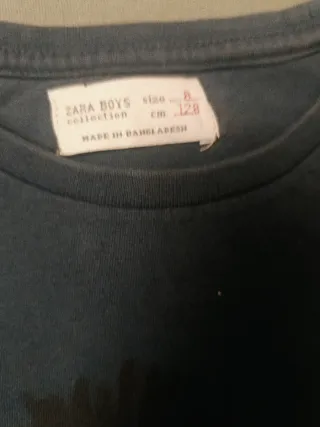 ZARA BOYS size 8
collection cm 128
MADE IN BANGLADESH